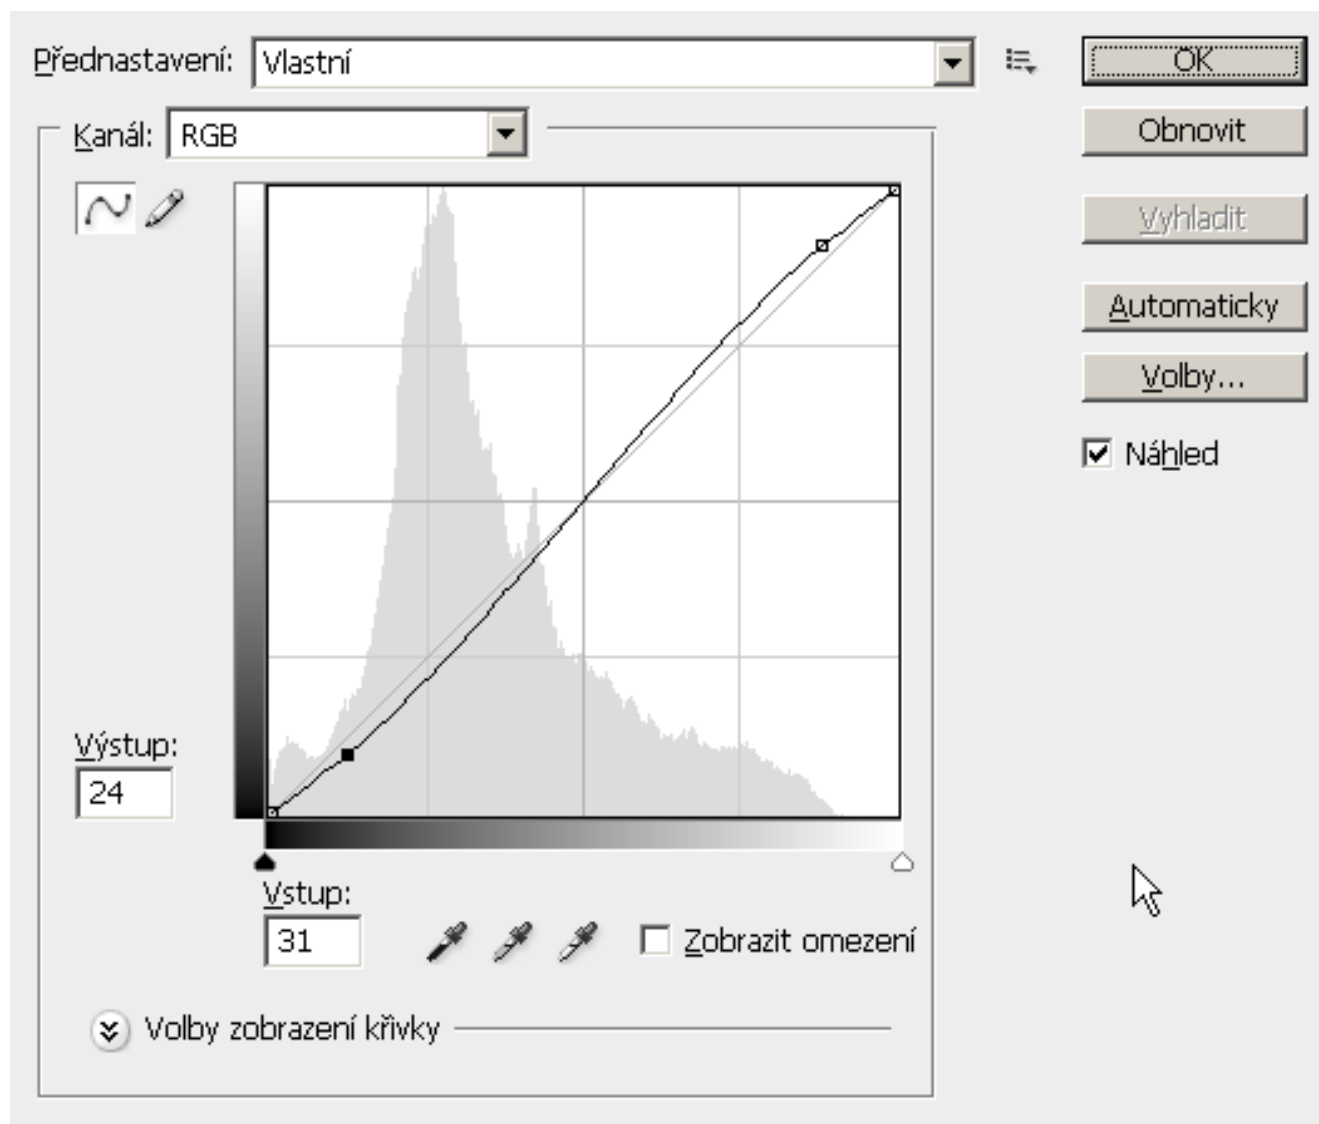 Přednastavení: Vlastní
OK
Kanál: RGB
Obnovit
Vyhladit
Automaticky
Volby...
Náhled
Výstup:
24
Vstup:
31
Zobrazit omezení
Volby zobrazení křivky